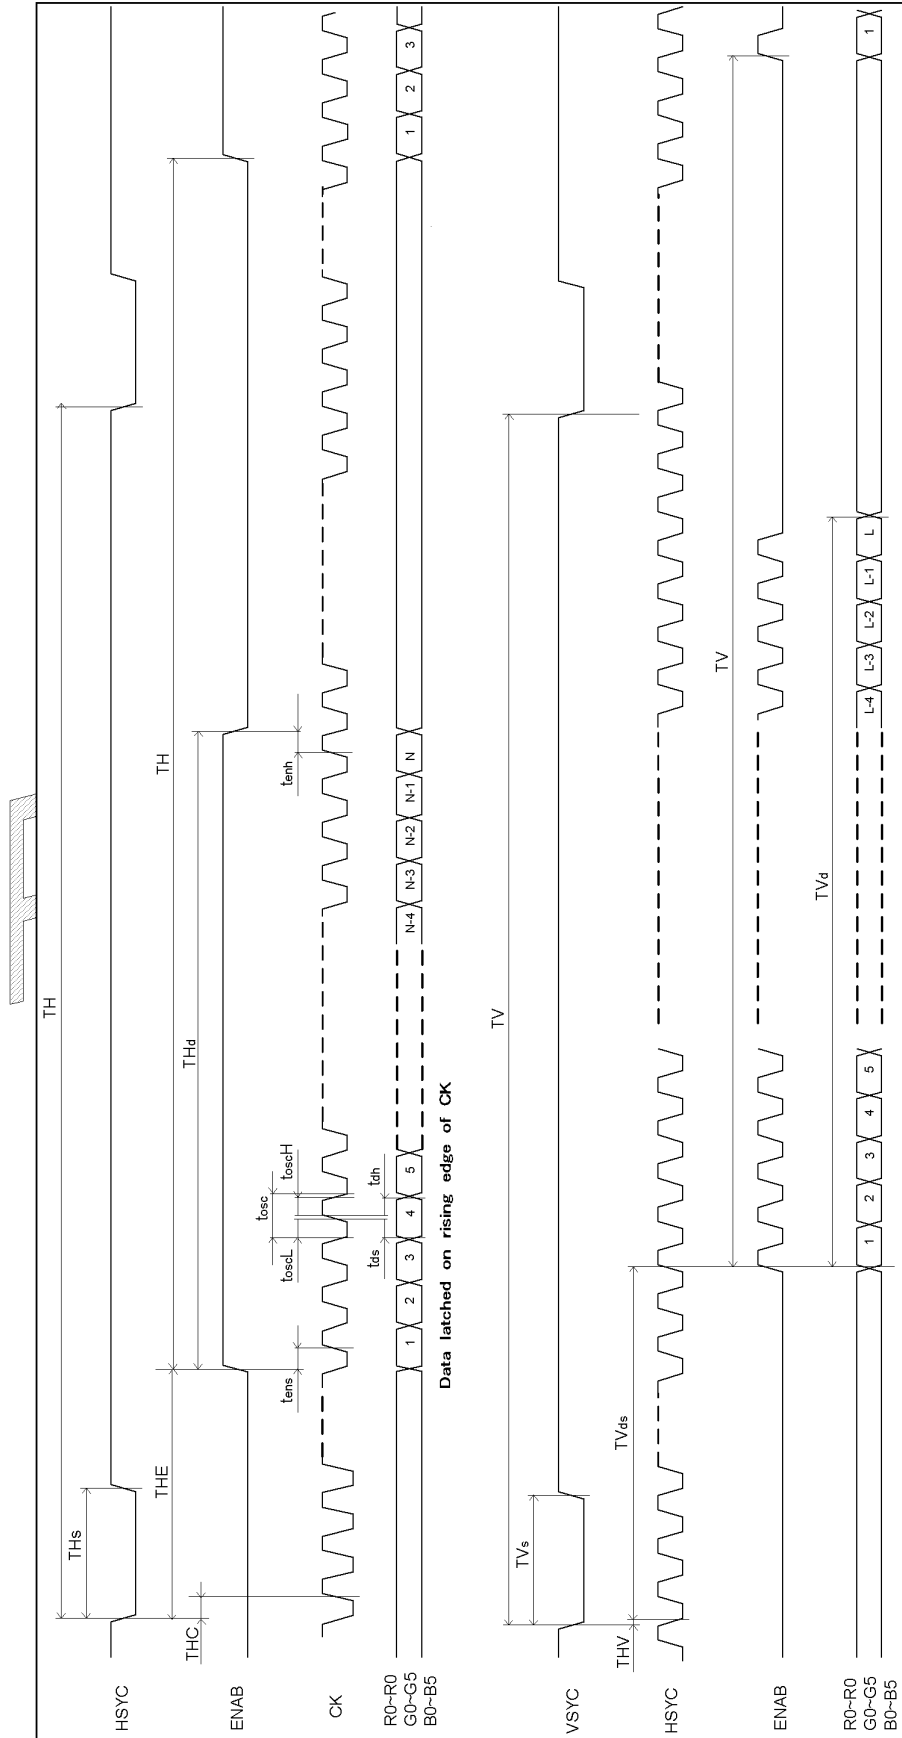 TH
HSYC
THs
TH
THE
THd
ENAB
THC
tosc
tens
toscL
toscH
tenh
CK
tds
tdh
R0~R0
G0~G5
B0~B5
1 2 3 4 5 N-4 N-3 N-2 N-1 N 1 2 3
Data latched on rising edge of CK
TV
VSYC
TVs
THV
TVds
HSYC
TV
ENAB
TVd
R0~R0
G0~G5
B0~B5
1 2 3 4 5 L-4 L-3 L-2 L-1 L 1